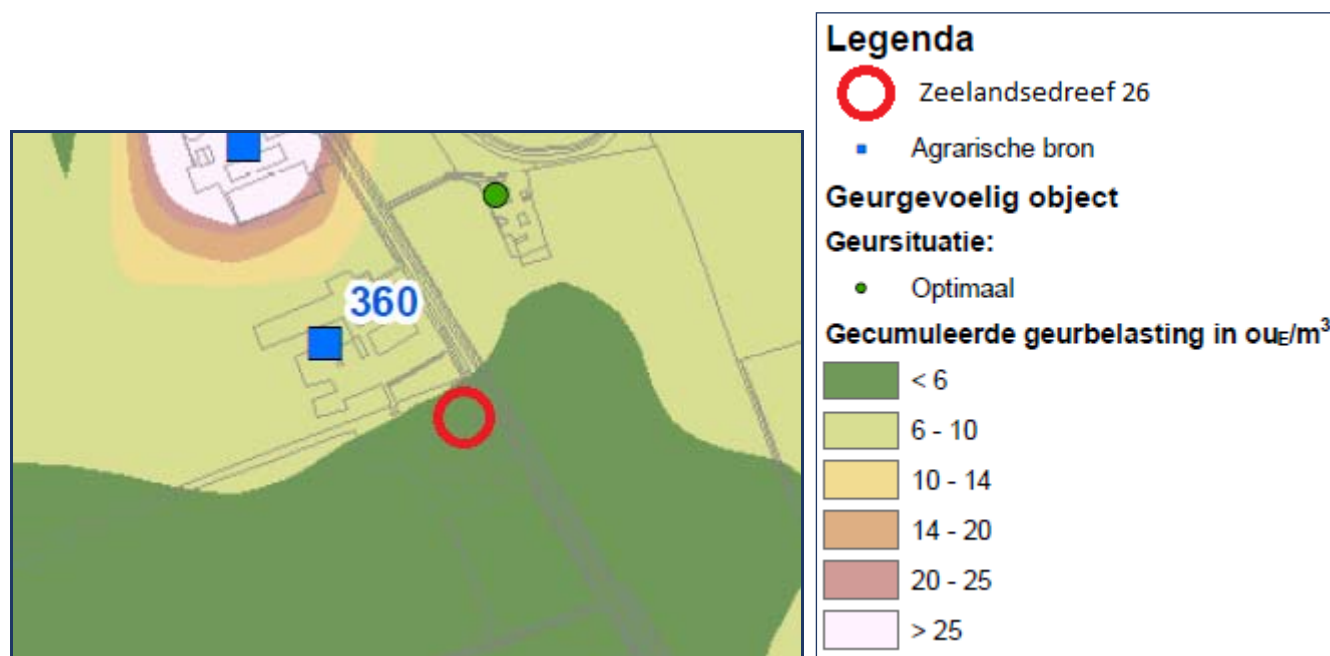 360
Legenda
Zeelandsedreef 26
Agrarische bron
Geurgevoelig object
Geursituatie:
Optimaal
Gecumuleerde geurbelasting in ouE/m³
< 6
6 - 10
10 - 14
14 - 20
20 - 25
> 25